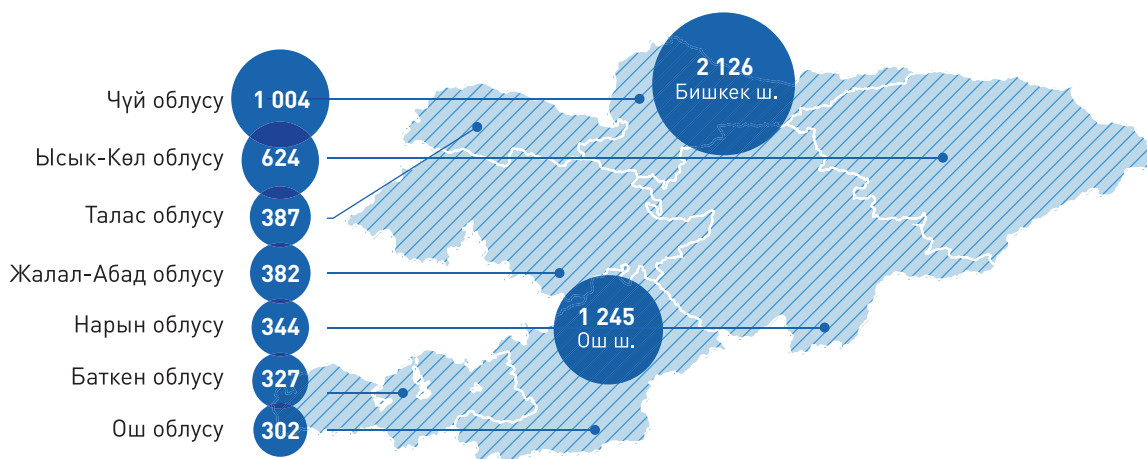 2 126
Бишкек ш.
Чүй облусу 1 004
Ысык-Көл облусу 624
Талас облусу 387
Жалал-Абад облусу 382
Нарын облусу 344
1 245
Ош ш.
Баткен облусу 327
Ош облусу 302